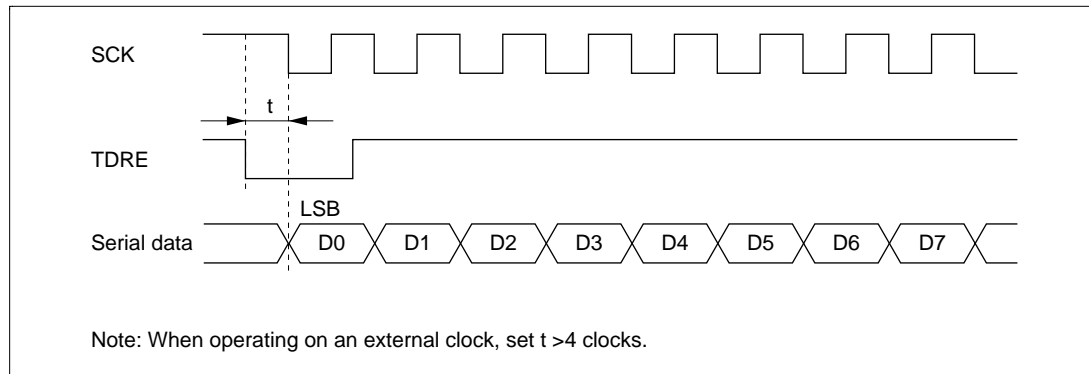 SCK
t
TDRE
LSB
Serial data D0 D1 D2 D3 D4 D5 D6 D7
Note: When operating on an external clock, set t >4 clocks.